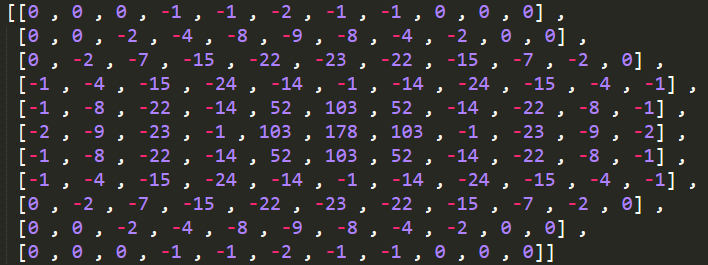 [[0 , 0 , 0 , -1 , -1 , -2 , -1 , -1 , 0 , 0 , 0] ,
[0 , 0 , -2 , -4 , -8 , -9 , -8 , -4 , -2 , 0 , 0] ,
[0 , -2 , -7 , -15 , -22 , -23 , -22 , -15 , -7 , -2 , 0] ,
[-1 , -4 , -15 , -24 , -14 , -1 , -14 , -24 , -15 , -4 , -1] ,
[-1 , -8 , -22 , -14 , 52 , 103 , 52 , -14 , -22 , -8 , -1] ,
[-2 , -9 , -23 , -1 , 103 , 178 , 103 , -1 , -23 , -9 , -2] ,
[-1 , -8 , -22 , -14 , 52 , 103 , 52 , -14 , -22 , -8 , -1] ,
[-1 , -4 , -15 , -24 , -14 , -1 , -14 , -24 , -15 , -4 , -1] ,
[0 , -2 , -7 , -15 , -22 , -23 , -22 , -15 , -7 , -2 , 0] ,
[0 , 0 , -2 , -4 , -8 , -9 , -8 , -4 , -2 , 0 , 0] ,
[0 , 0 , 0 , -1 , -1 , -2 , -1 , -1 , 0 , 0 , 0]]